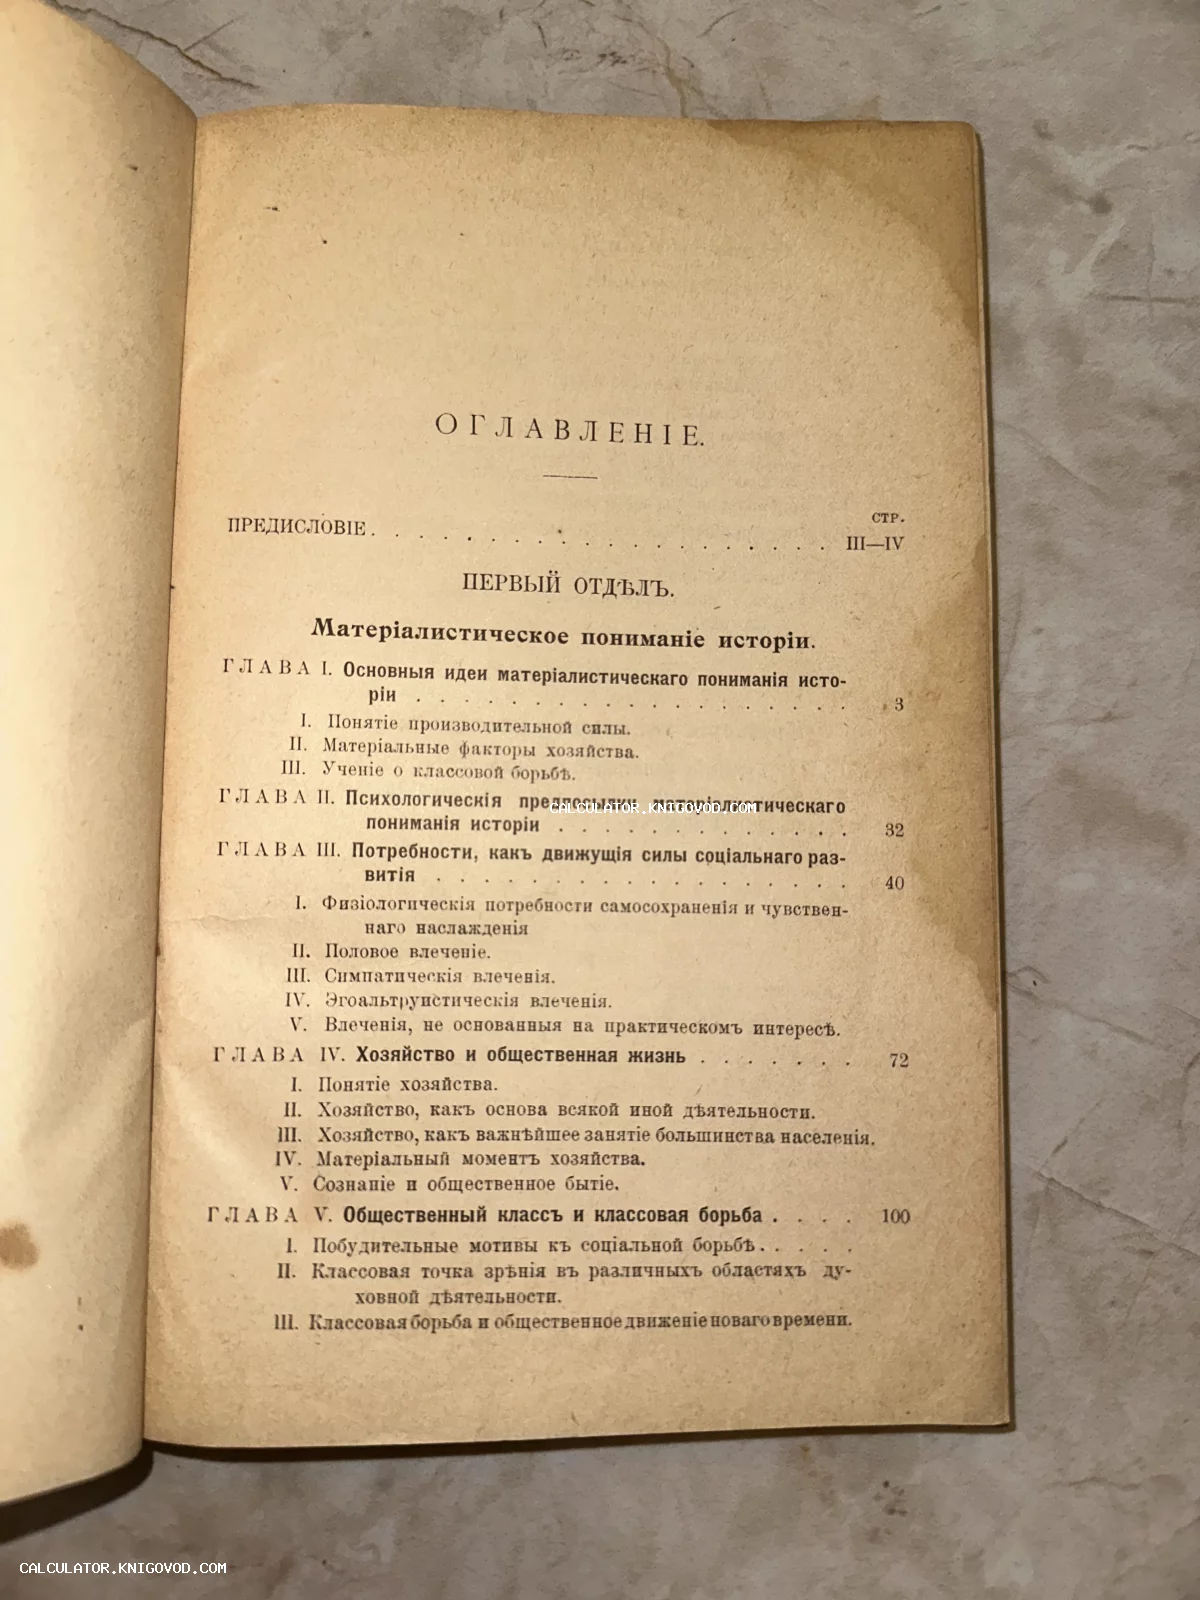 ОГЛАВЛЕНІЕ.
СТР.
ПРЕДИСЛОВІЕ . . . . . . . . . . . . . . . . . . . . III—IV
ПЕРВЫЙ ОТДѢЛЪ.
Матеріалистическое пониманіе исторіи.
ГЛАВА I. Основныя идеи матеріалистическаго пониманія исто-
ріи . . . . . . . . . . . . . . . . . . . 3
I. Понятіе производительной силы.
II. Матеріальные факторы хозяйства.
III. Ученіе о классовой борьбѣ.
ГЛАВА II. Психологическія предпосылки матеріалистическаго
CALCULATOR.KNIGOVOD.COM
пониманія исторіи . . . . . . . . . . . . . 32
ГЛАВА III. Потребности, какъ движущія силы соціальнаго раз-
витія . . . . . . . . . . . . . . . . . . 40
I. Физіологическія потребности самосохраненія и чувствен-
наго наслажденія
II. Половое влеченіе.
III. Симпатическія влеченія.
IV. Эгоальтруистическія влеченія.
V. Влеченія, не основанныя на практическомъ интересѣ.
ГЛАВА IV. Хозяйство и общественная жизнь . . . . . . . 72
I. Понятіе хозяйства.
II. Хозяйство, какъ основа всякой иной дѣятельности.
III. Хозяйство, какъ важнѣйшее занятіе большинства населенія.
IV. Матеріальный моментъ хозяйства.
V. Сознаніе и общественное бытіе.
ГЛАВА V. Общественный классъ и классовая борьба . . . . 100
I. Побудительные мотивы къ соціальной борьбѣ . . . . .
II. Классовая точка зрѣнія въ различныхъ областяхъ ду-
ховной дѣятельности.
III. Классовая борьба и общественное движеніе новаго времени.
CALCULATOR.KNIGOVOD.COM